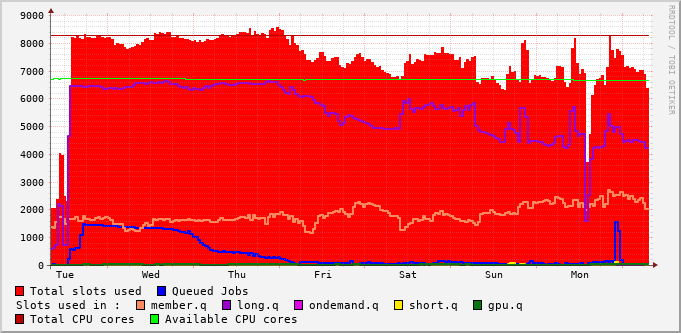 9000
8000
7000
6000
5000
4000
3000
2000
1000
0
Tue Wed Thu Fri Sat Sun Mon
RRDTOOL / TOBI OETIKER
Total slots used Queued Jobs
Slots used in : member.q long.q ondemand.q short.q gpu.q
Total CPU cores Available CPU cores